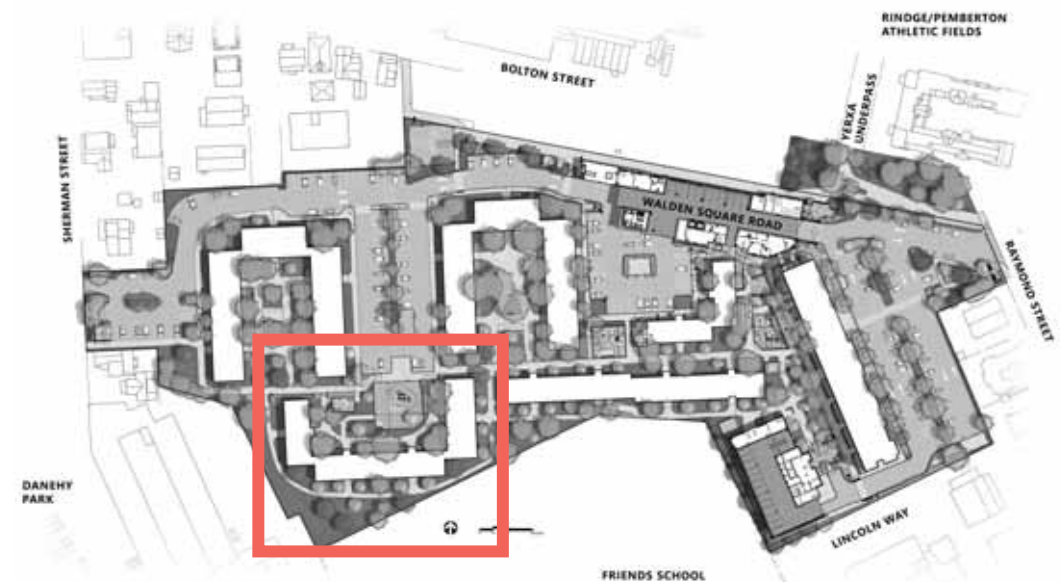 RINDGE/PEMBERTON
ATHLETIC FIELDS
BOLTON STREET
YERXA
UNDERPASS
SHERMAN STREET
WALDEN SQUARE ROAD
RAYMOND STREET
DANEHY
PARK
LINCOLN WAY
FRIENDS SCHOOL